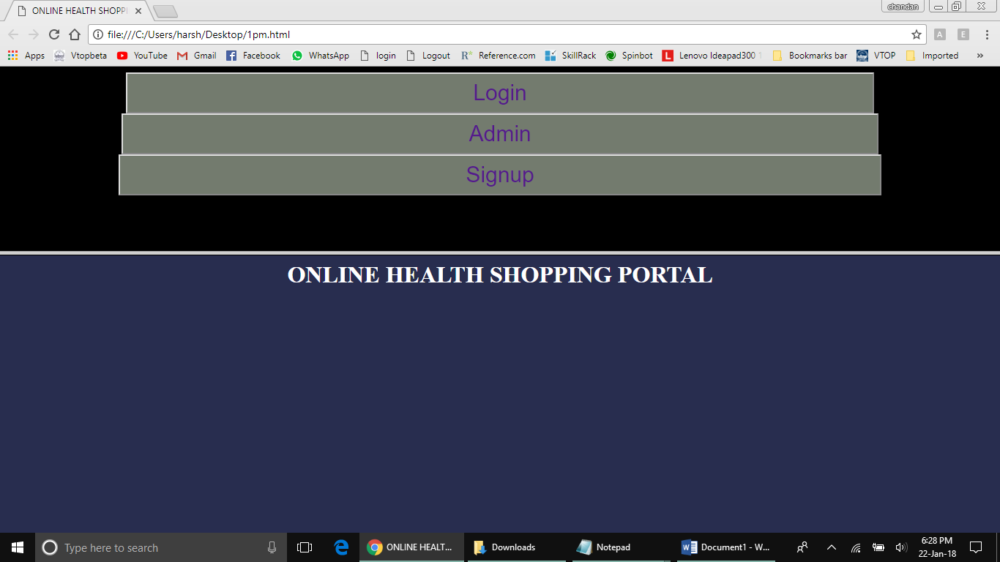 ONLINE HEALTH SHOPP
chandan
file:///C:/Users/harsh/Desktop/1pm.html
A E
Apps Vtopbeta YouTube Gmail Facebook WhatsApp login Logout R* Reference.com SkillRack Spinbot L Lenovo Ideapad300 1 Bookmarks bar VTOP Imported »
Login
Admin
Signup
ONLINE HEALTH SHOPPING PORTAL
Type here to search ONLINE HEALT... Downloads Notepad Document1 - W... 6:28 PM
22-Jan-18